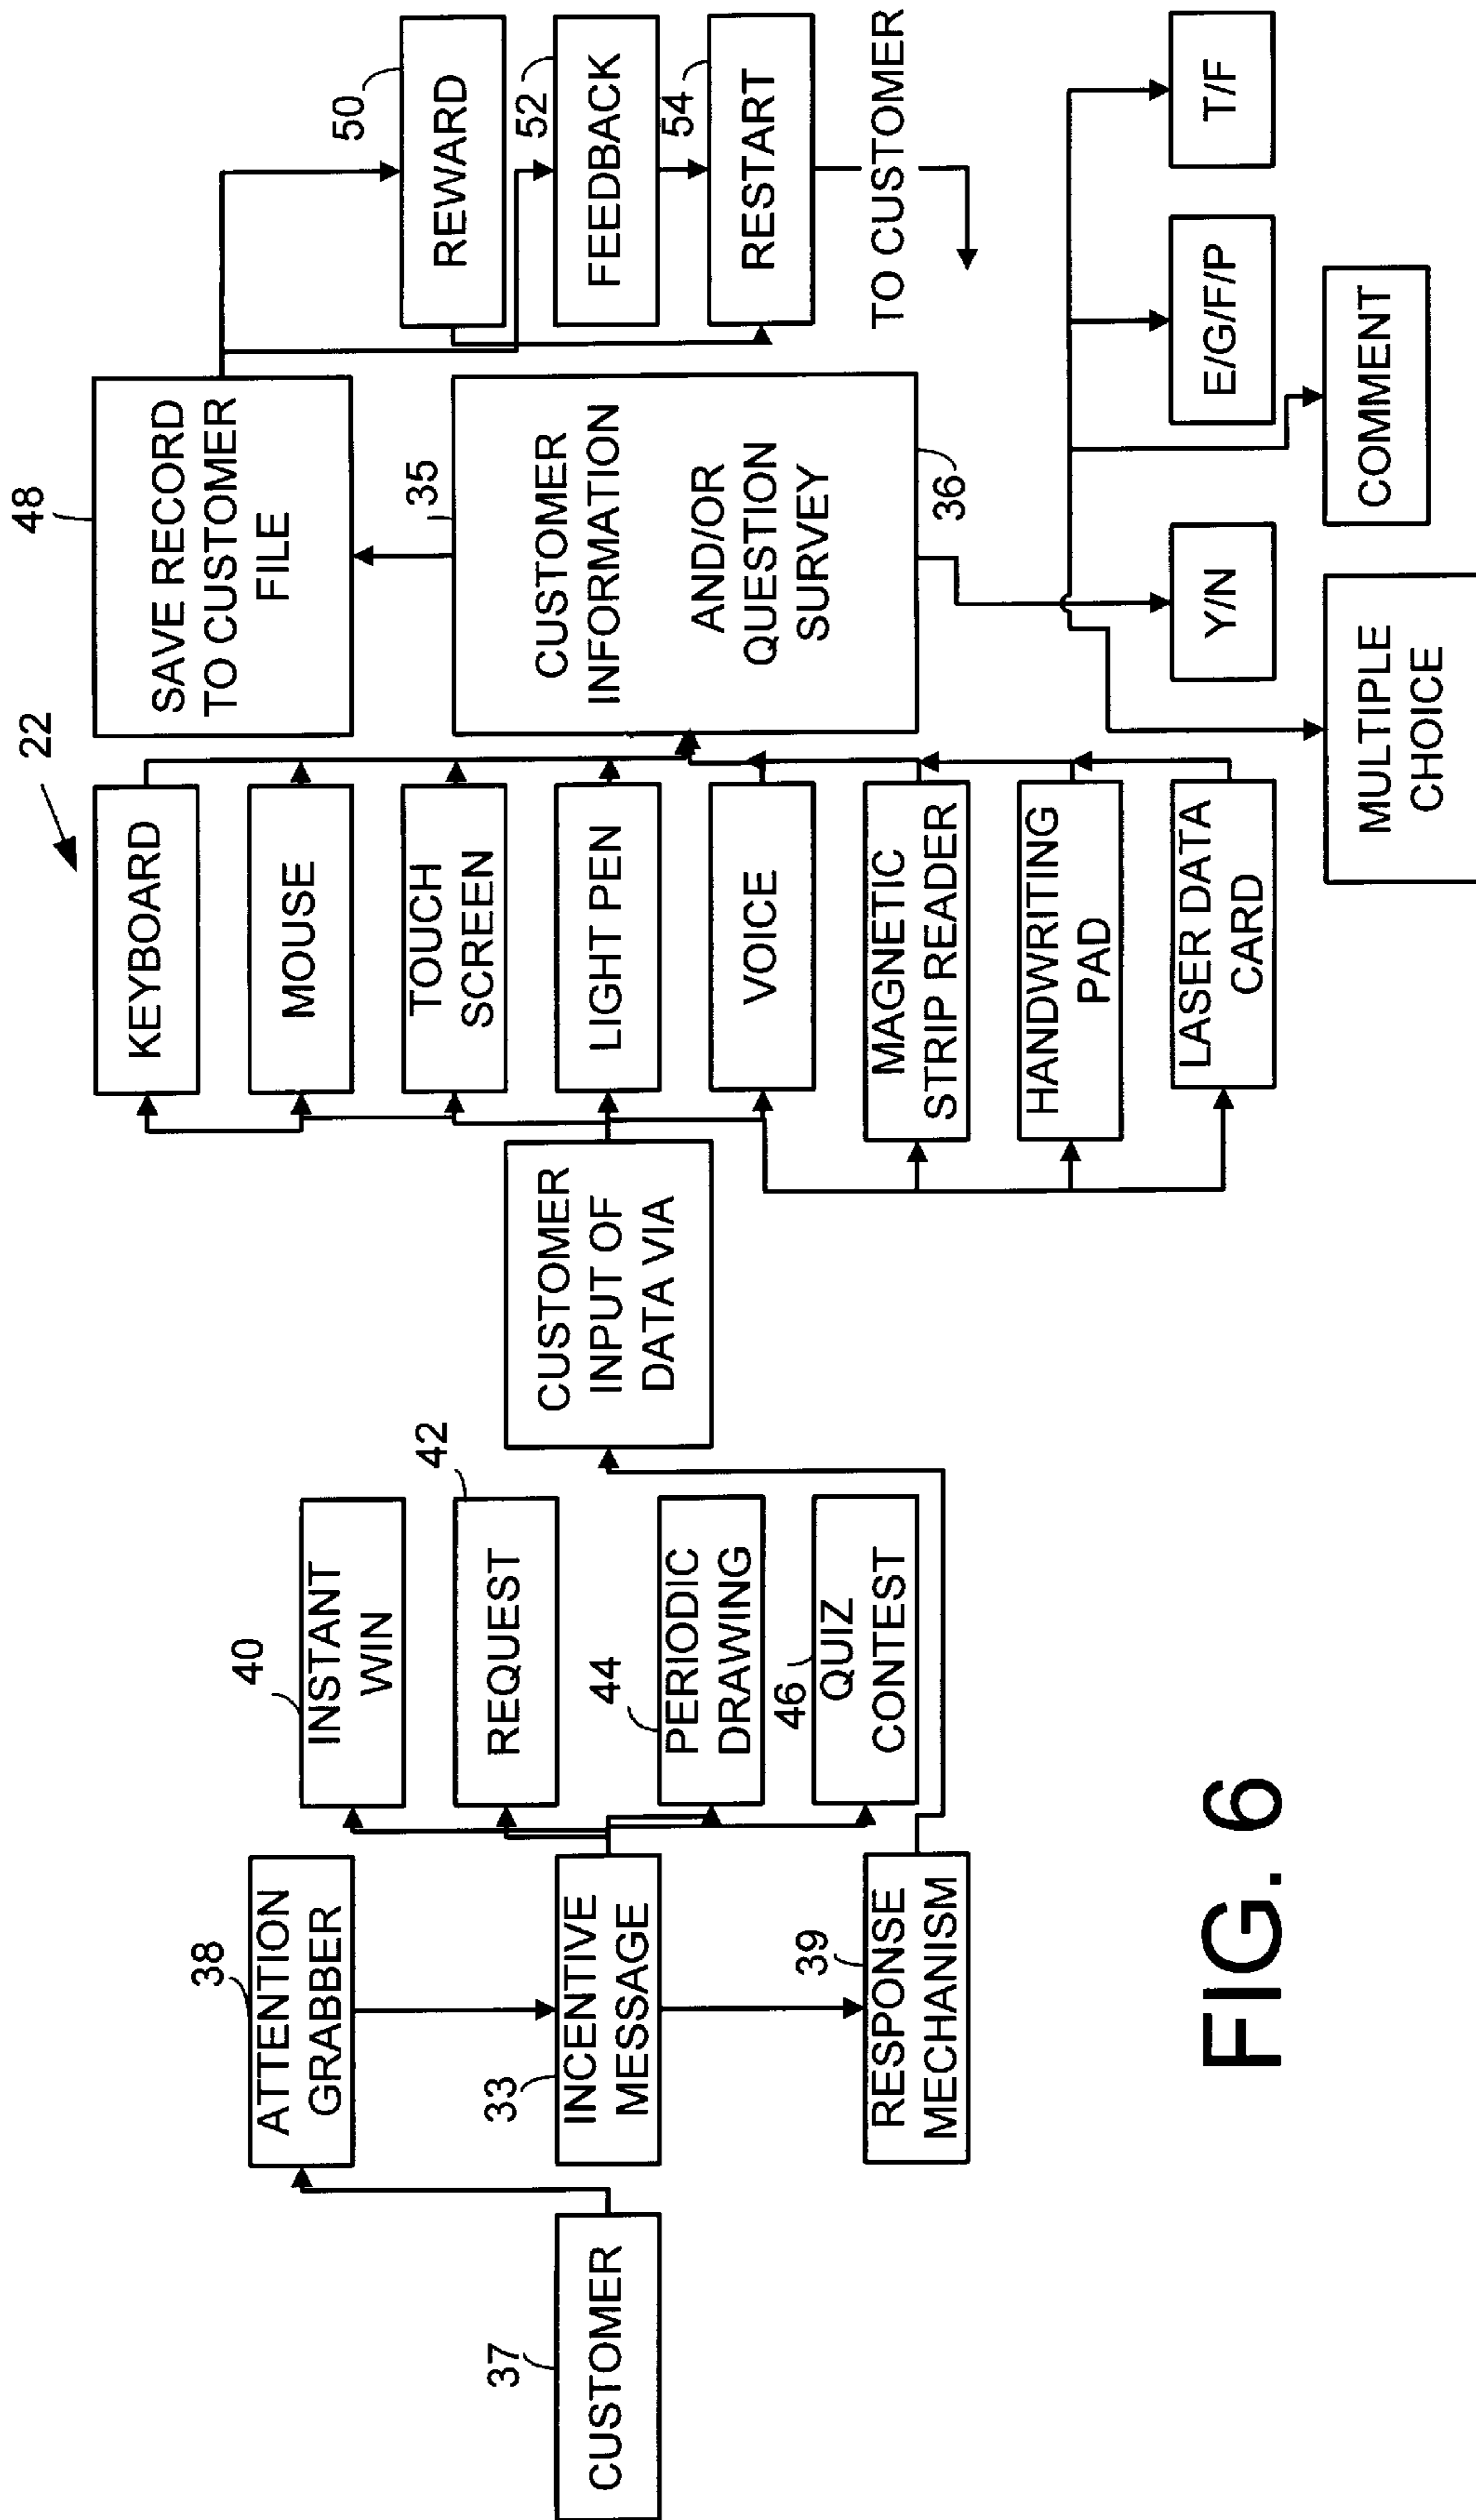 37
CUSTOMER
38
ATTENTION
GRABBER
33
INCENTIVE
MESSAGE
39
RESPONSE
MECHANISM
40
INSTANT
WIN
42
REQUEST
44
PERIODIC
DRAWING
46
QUIZ
CONTEST
CUSTOMER
INPUT OF
DATA VIA
22
KEYBOARD
MOUSE
TOUCH
SCREEN
LIGHT PEN
VOICE
MAGNETIC
STRIP READER
HANDWRITING
PAD
LASER DATA
CARD
48
SAVE RECORD
TO CUSTOMER
FILE
35
CUSTOMER
INFORMATION
AND/OR
QUESTION
SURVEY
36
50
REWARD
52
FEEDBACK
54
RESTART
TO CUSTOMER
Y/N
E/G/F/P
T/F
MULTIPLE
CHOICE
COMMENT
FIG. 6